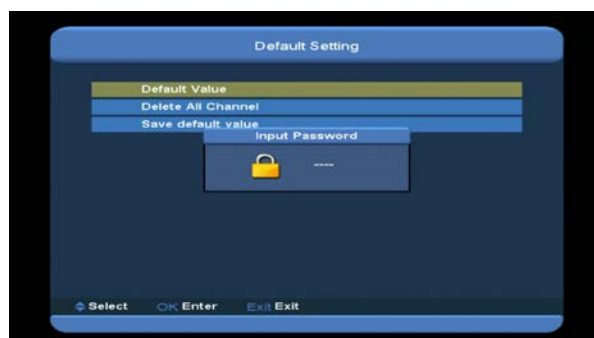 Default Setting
Default Value
Delete All Channel
Save default value
Input Password
----
Select OK Enter Exit Exit